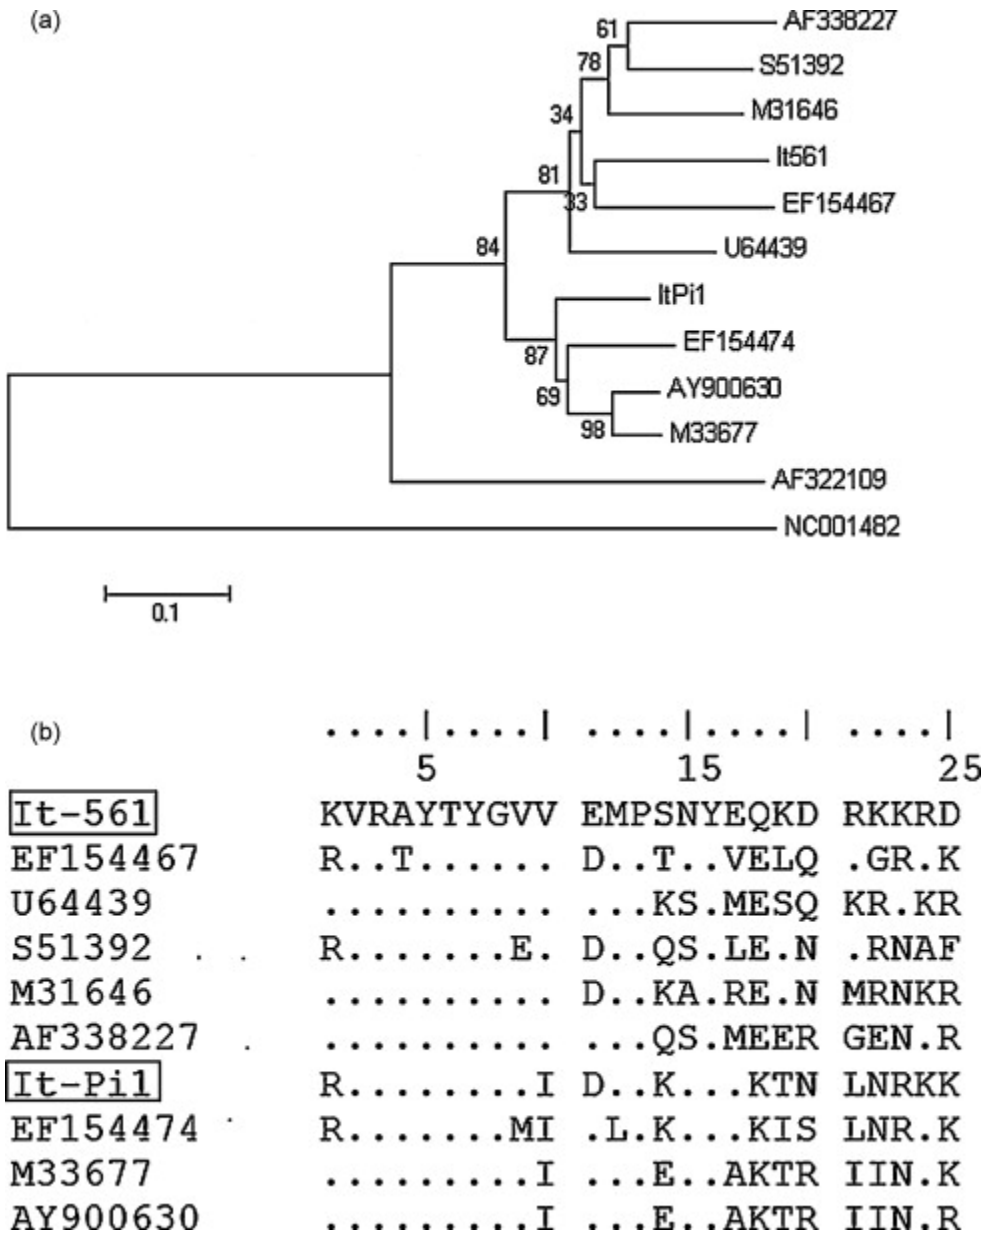 (a)
AF338227
61
S51392
78
M31646
34
It561
81
33
EF154467
U64439
84
ItPi1
EF154474
87
AY900630
69
98
M33677
AF322109
NC001482
0.1
(b)
....|....| ....|....| ....|
5 15 25
It-561 KVRAYTYGVV EMPSNYEQKD RKKRD
EF154467 R..T...... D..T..VELQ .GR.K
U64439 .......... ...KS.MESQ KR.KR
S51392 R.......E. D..QS.LE.N .RNAF
M31646 .......... D..KA.RE.N MRNKR
AF338227 .......... ...QS.MEER GEN.R
It-Pi1 R........I D..K...KTN LNRKK
EF154474 R.......MI .L.K...KIS LNR.K
M33677 .........I ...E..AKTR IIN.K
AY900630 .........I ...E..AKTR IIN.R